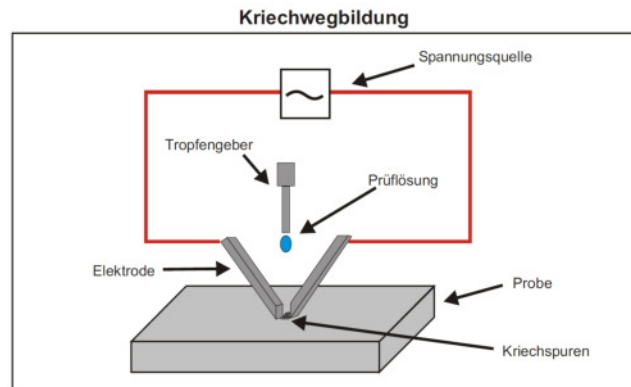 Kriechwegbildung
Spannungsquelle
Tropfengeber
Prüflösung
Elektrode
Probe
Kriechspuren